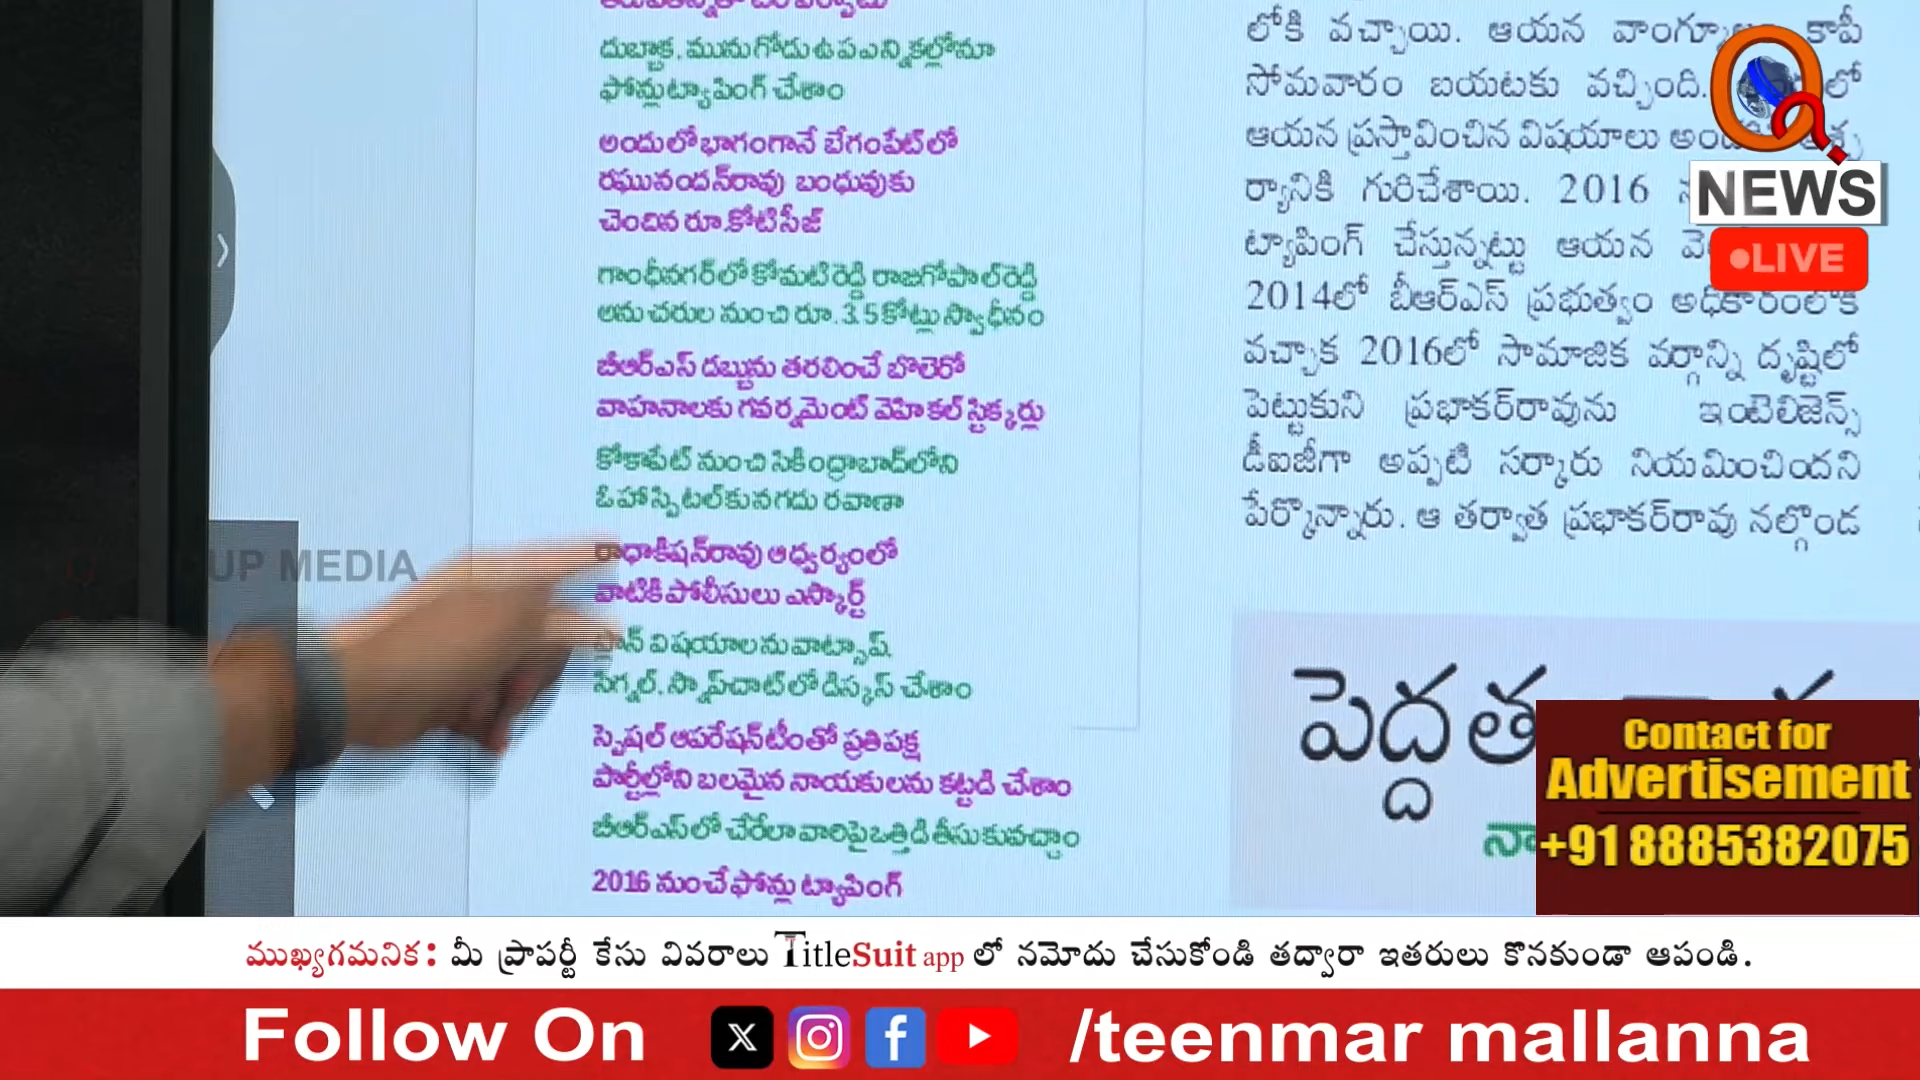 దుబ్బాక, మునుగోడు ఉపఎన్నికల్లోనూ
ఫోన్లు ట్యాపింగ్ చేశాం
అందులో భాగంగానే బేగంపేట్‌లో
రఘునందన్‌రావు బంధువుకు
చెందిన రూ.కోటి సీజ్
గాంధీనగర్‌లో కోమటిరెడ్డి రాజగోపాల్‌రెడ్డి
అనుచరుల నుంచి రూ. 3.5 కోట్లు స్వాధీనం
బీఆర్ఎస్ డబ్బును తరలించే బొలెరో
వాహనాలకు గవర్నమెంట్ వెహికల్ స్టిక్కర్లు
కోకాపేట్ నుంచి సికింద్రాబాద్‌లోని
ఓ హాస్పిటల్‌కు నగదు రవాణా
రాధాకిషన్‌రావు ఆధ్వర్యంలో
వాటికి పోలీసులు ఎస్కార్ట్
ప్లాన్ విషయాలను వాట్సాప్,
సిగ్నల్, స్నాప్‌చాట్‌లో డిస్కస్ చేశాం
స్పెషల్ ఆపరేషన్ టీంతో ప్రతిపక్ష
పార్టీల్లోని బలమైన నాయకులను కట్టడి చేశాం
బీఆర్ఎస్‌లో చేరేలా వారిపై ఒత్తిడి తీసుకువచ్చాం
2016 నుంచే ఫోన్లు ట్యాపింగ్
లోకి వచ్చాయి. ఆయన కాపీ
సోమవారం బయటకు వచ్చింది.
ఆయన ప్రస్తావించిన విషయాలు
ర్యానికి గురిచేశాయి. 2016
ట్యాపింగ్ చేస్తున్నట్టు ఆయన
2014లో బీఆర్ఎస్ ప్రభుత్వం అధికారంలోకి
వచ్చాక 2016లో సామాజిక వర్గాన్ని దృష్టిలో
పెట్టుకుని ప్రభాకర్‌రావును ఇంటెలిజెన్స్
డీఐజీగా అప్పటి సర్కారు నియమించిందని
పేర్కొన్నారు. ఆ తర్వాత ప్రభాకర్‌రావు నల్గొండ
Q NEWS
LIVE
UP MEDIA
Contact for
Advertisement
+91 8885382075
ముఖ్యగమనిక: మీ ప్రాపర్టీ కేసు వివరాలు TitleSuit app లో నమోదు చేసుకోండి తద్వారా ఇతరులు కొనకుండా ఆపండి.
Follow On /teenmar mallanna